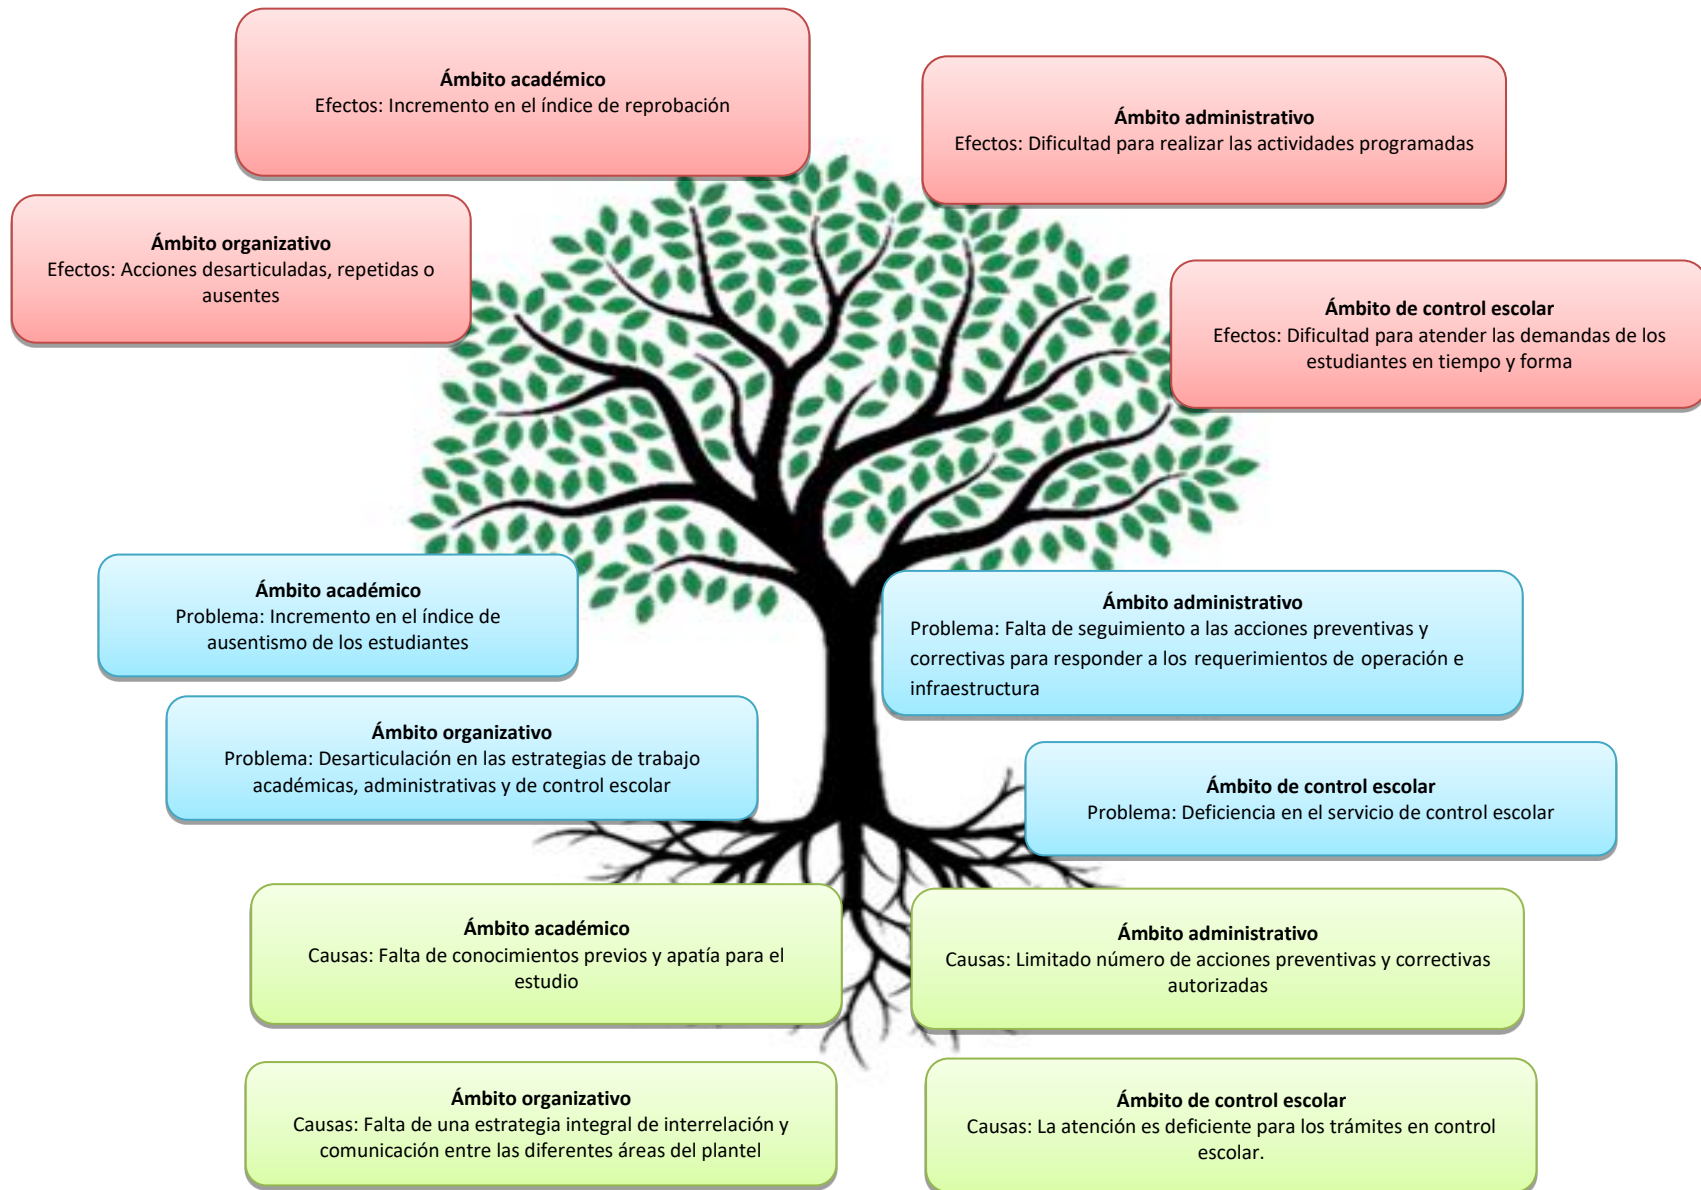 Ámbito académico
Efectos: Incremento en el índice de reprobación
Ámbito administrativo
Efectos: Dificultad para realizar las actividades programadas
Ámbito organizativo
Efectos: Acciones desarticuladas, repetidas o
ausentes
Ámbito de control escolar
Efectos: Dificultad para atender las demandas de los
estudiantes en tiempo y forma
Ámbito académico
Problema: Incremento en el índice de
ausentismo de los estudiantes
Ámbito administrativo
Problema: Falta de seguimiento a las acciones preventivas y
correctivas para responder a los requerimientos de operación e
infraestructura
Ámbito organizativo
Problema: Desarticulación en las estrategias de trabajo
académicas, administrativas y de control escolar
Ámbito de control escolar
Problema: Deficiencia en el servicio de control escolar
Ámbito académico
Causas: Falta de conocimientos previos y apatía para el
estudio
Ámbito administrativo
Causas: Limitado número de acciones preventivas y correctivas
autorizadas
Ámbito organizativo
Causas: Falta de una estrategia integral de interrelación y
comunicación entre las diferentes áreas del plantel
Ámbito de control escolar
Causas: La atención es deficiente para los trámites en control
escolar.